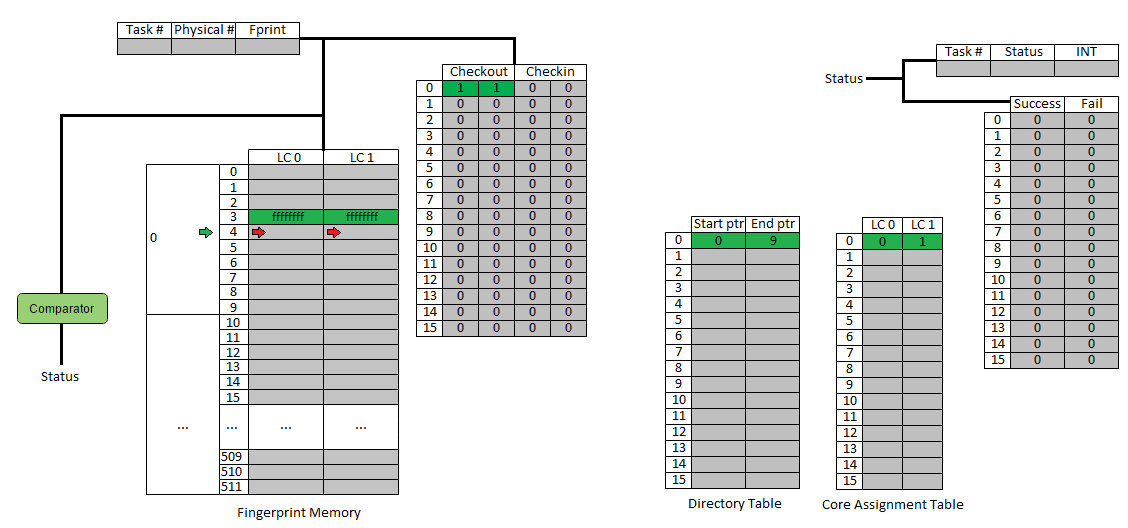 Task # Physical # Fprint
Task # Status INT
Status
Checkout Checkin
0 1 1 0 0
1 0 0 0 0
2 0 0 0 0
3 0 0 0 0
4 0 0 0 0
5 0 0 0 0
6 0 0 0 0
7 0 0 0 0
8 0 0 0 0
9 0 0 0 0
10 0 0 0 0
11 0 0 0 0
12 0 0 0 0
13 0 0 0 0
14 0 0 0 0
15 0 0 0 0
Success Fail
0 0 0
1 0 0
2 0 0
3 0 0
4 0 0
5 0 0
6 0 0
7 0 0
8 0 0
9 0 0
10 0 0
11 0 0
12 0 0
13 0 0
14 0 0
15 0 0
LC 0 LC 1
0
0
1
2
3 ffffffff ffffffff
4
5
6
7
8
9
10
11
12
13
14
15
... ... ... ...
509
510
511
Fingerprint Memory
Comparator
Status
Start ptr End ptr
0 0 9
1
2
3
4
5
6
7
8
9
10
11
12
13
14
15
Directory Table
LC 0 LC 1
0 0 1
1
2
3
4
5
6
7
8
9
10
11
12
13
14
15
Core Assignment Table